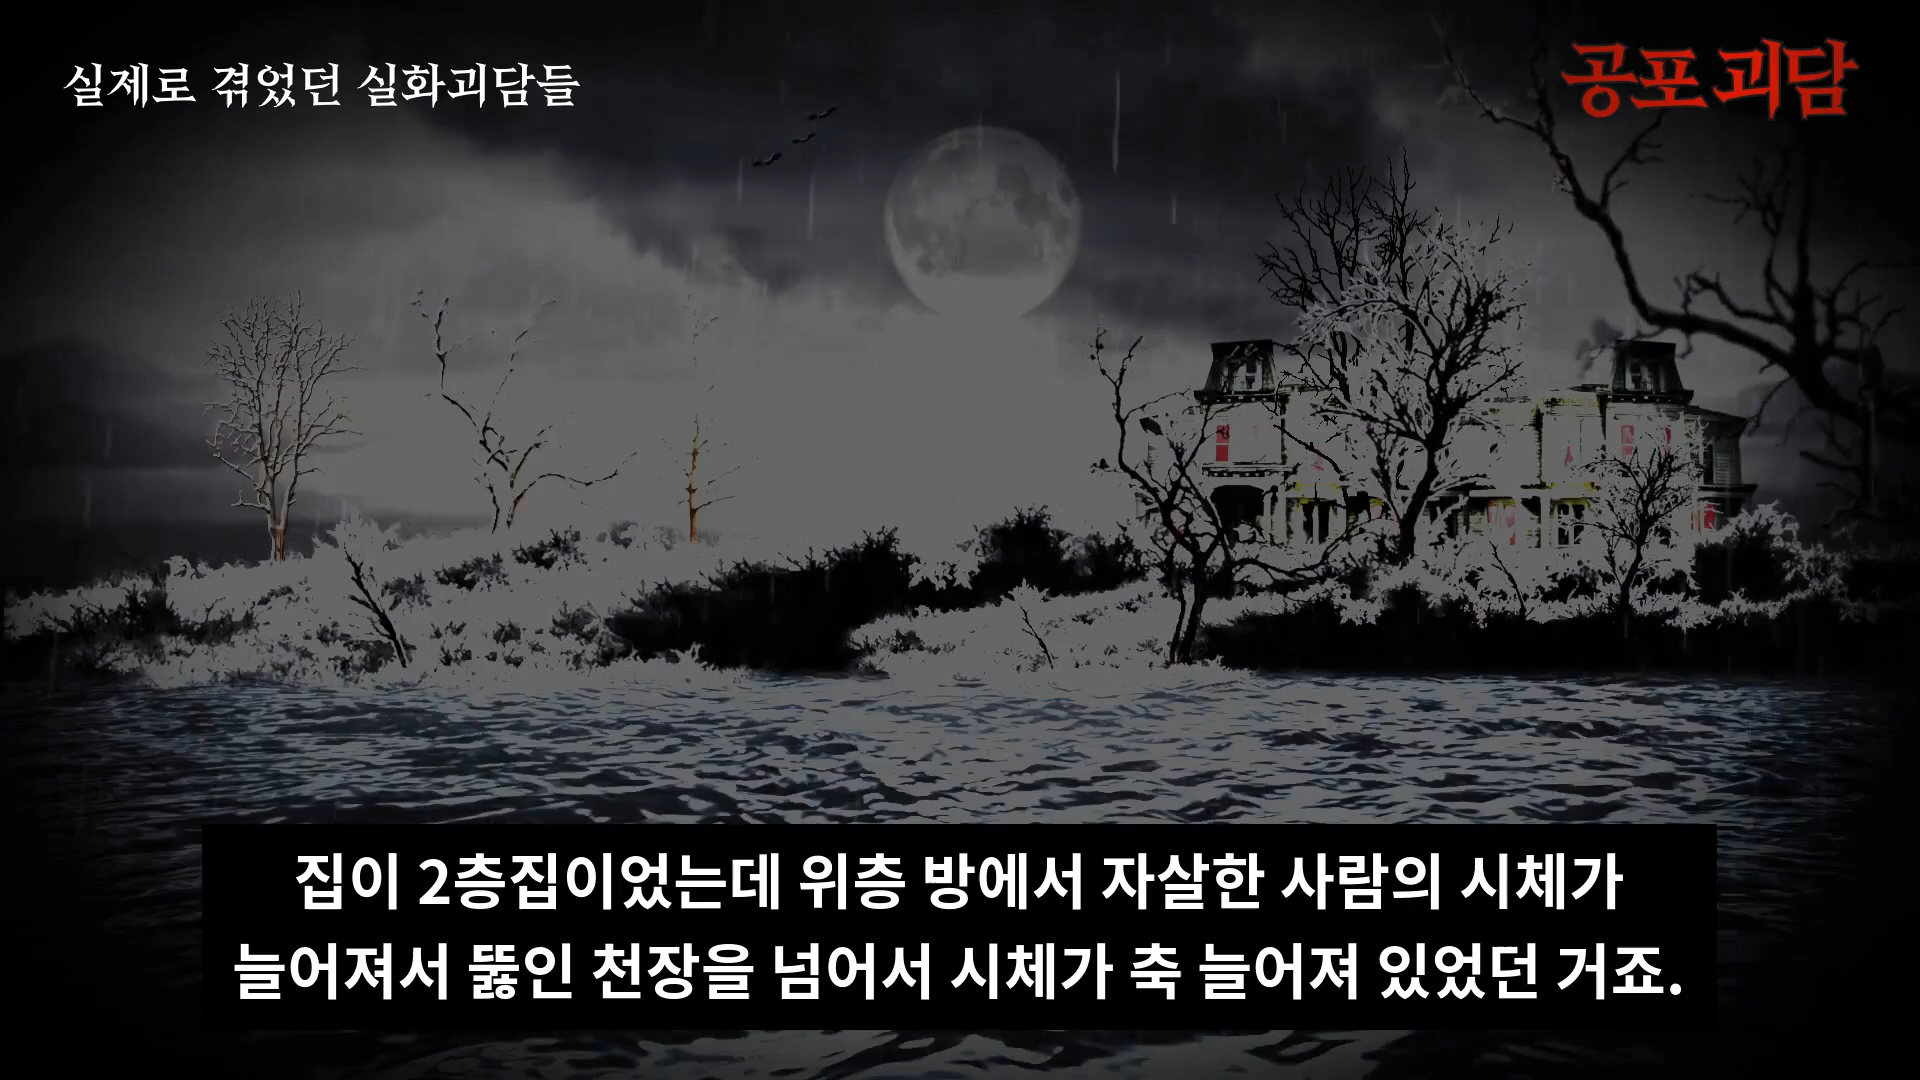 실제로 겪었던 실화괴담들
공포 괴담
집이 2층집이었는데 위층 방에서 자살한 사람의 시체가
늘어져서 뚫인 천장을 넘어서 시체가 축 늘어져 있었던 거죠.